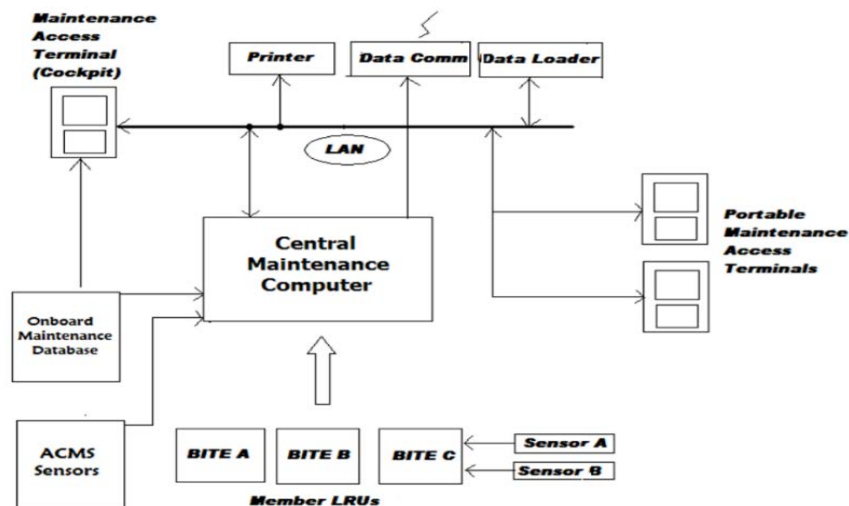 Maintenance
Access
Terminal
(Cockpit)
Printer
Data Comm
Data Loader
LAN
Central
Maintenance
Computer
Portable
Maintenance
Access
Terminals
Onboard
Maintenance
Database
ACMS
Sensors
BITE A
BITE B
BITE C
Sensor A
Sensor B
Member LRUs